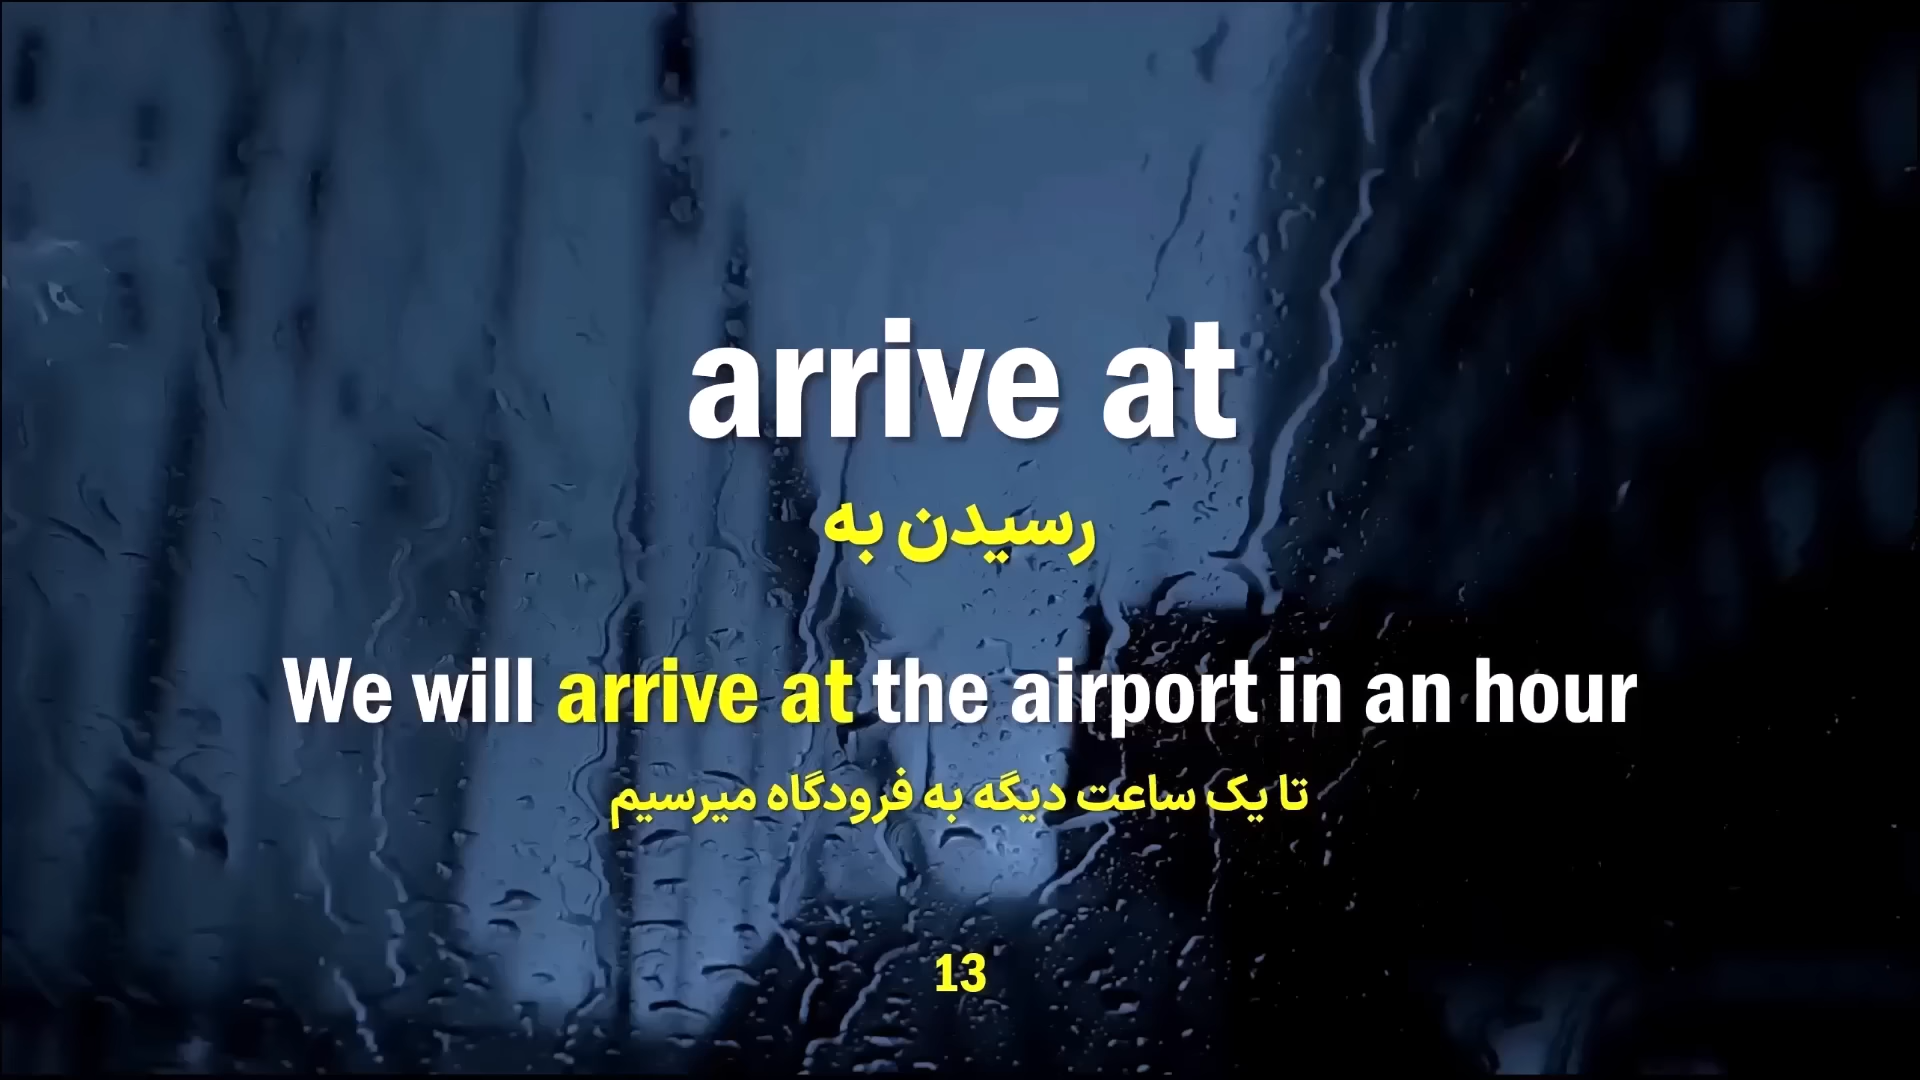 arrive at
رسیدن به
We will arrive at the airport in an hour
تا یک ساعت دیگه به فرودگاه میرسیم
13